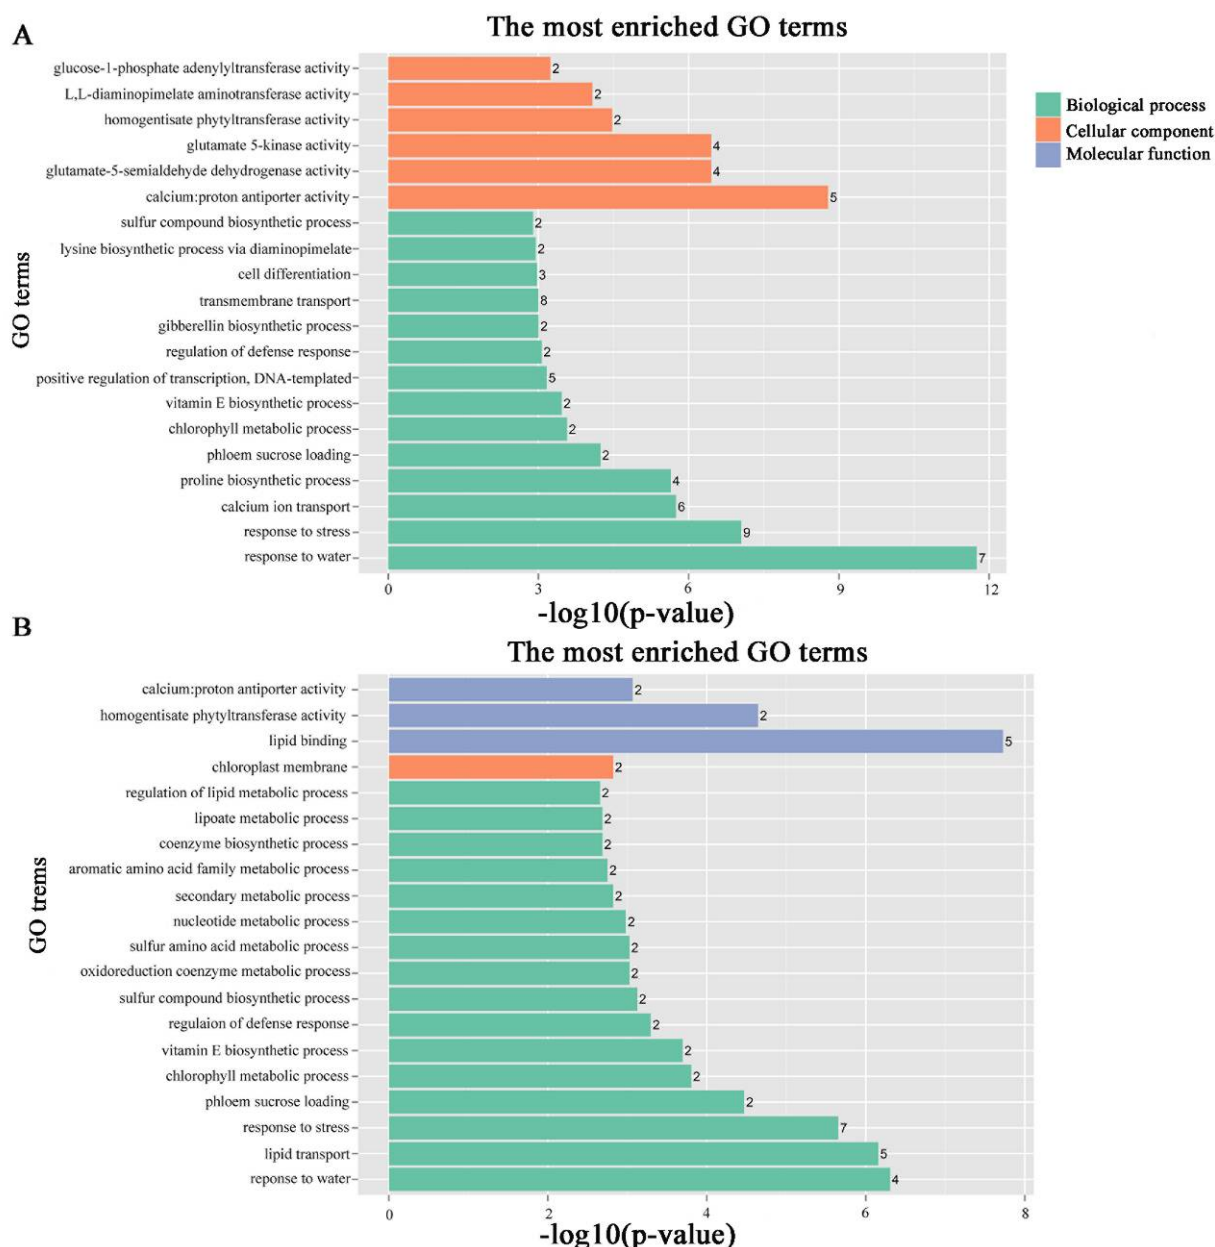 A
The most enriched GO terms
glucose-1-phosphate adenylyltransferase activity 2
L,L-diaminopimelate aminotransferase activity 2
homogentisate phytyltransferase activity 2
glutamate 5-kinase activity 4
glutamate-5-semialdehyde dehydrogenase activity 4
calcium:proton antiporter activity 5
sulfur compound biosynthetic process 2
lysine biosynthetic process via diaminopimelate 2
cell differentiation 3
transmembrane transport 8
gibberellin biosynthetic process 2
regulation of defense response 2
positive regulation of transcription, DNA-templated 5
vitamin E biosynthetic process 2
chlorophyll metabolic process 2
phloem sucrose loading 2
proline biosynthetic process 4
calcium ion transport 6
response to stress 9
response to water 7
GO terms
0 3 6 9 12
-log10(p-value)
Biological process
Cellular component
Molecular function
B
The most enriched GO terms
calcium:proton antiporter activity 2
homogentisate phytyltransferase activity 2
lipid binding 5
chloroplast membrane 2
regulation of lipid metabolic process 2
lipoate metabolic process 2
coenzyme biosynthetic process 2
aromatic amino acid family metabolic process 2
secondary metabolic process 2
nucleotide metabolic process 2
sulfur amino acid metabolic process 2
oxidoreduction coenzyme metabolic process 2
sulfur compound biosynthetic process 2
regulaion of defense response 2
vitamin E biosynthetic process 2
chlorophyll metabolic process 2
phloem sucrose loading 2
response to stress 7
lipid transport 5
reponse to water 4
GO trems
0 2 4 6 8
-log10(p-value)